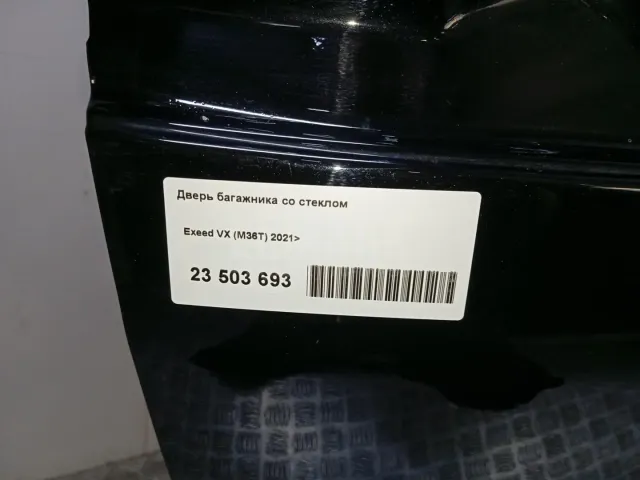 Дверь багажника со стеклом
Exeed VX (M36T) 2021>
23 503 693